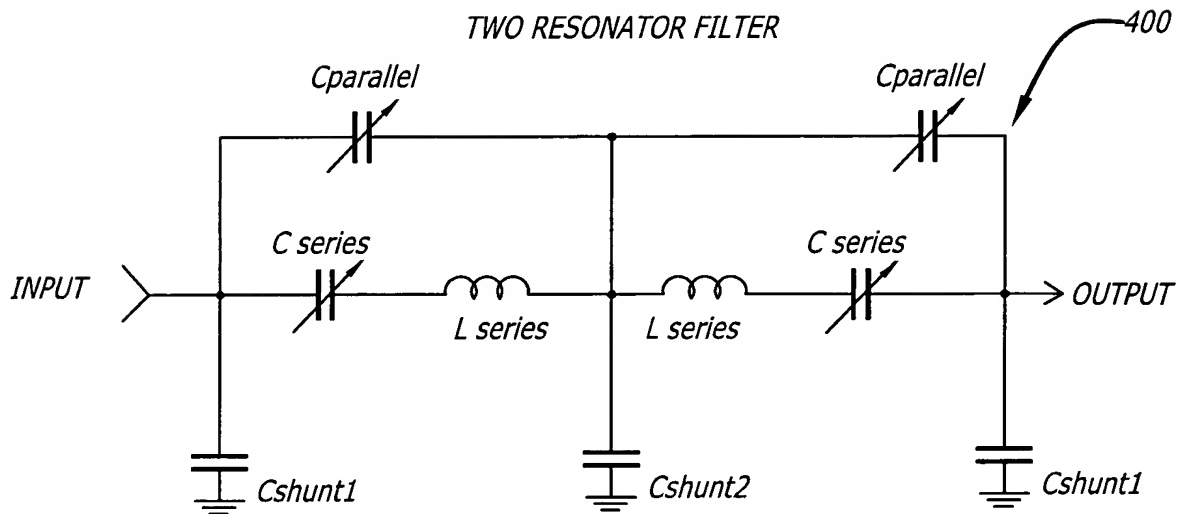 TWO RESONATOR FILTER
400
Cparallel
Cparallel
C series
C series
INPUT
OUTPUT
L series
L series
Cshunt1
Cshunt2
Cshunt1